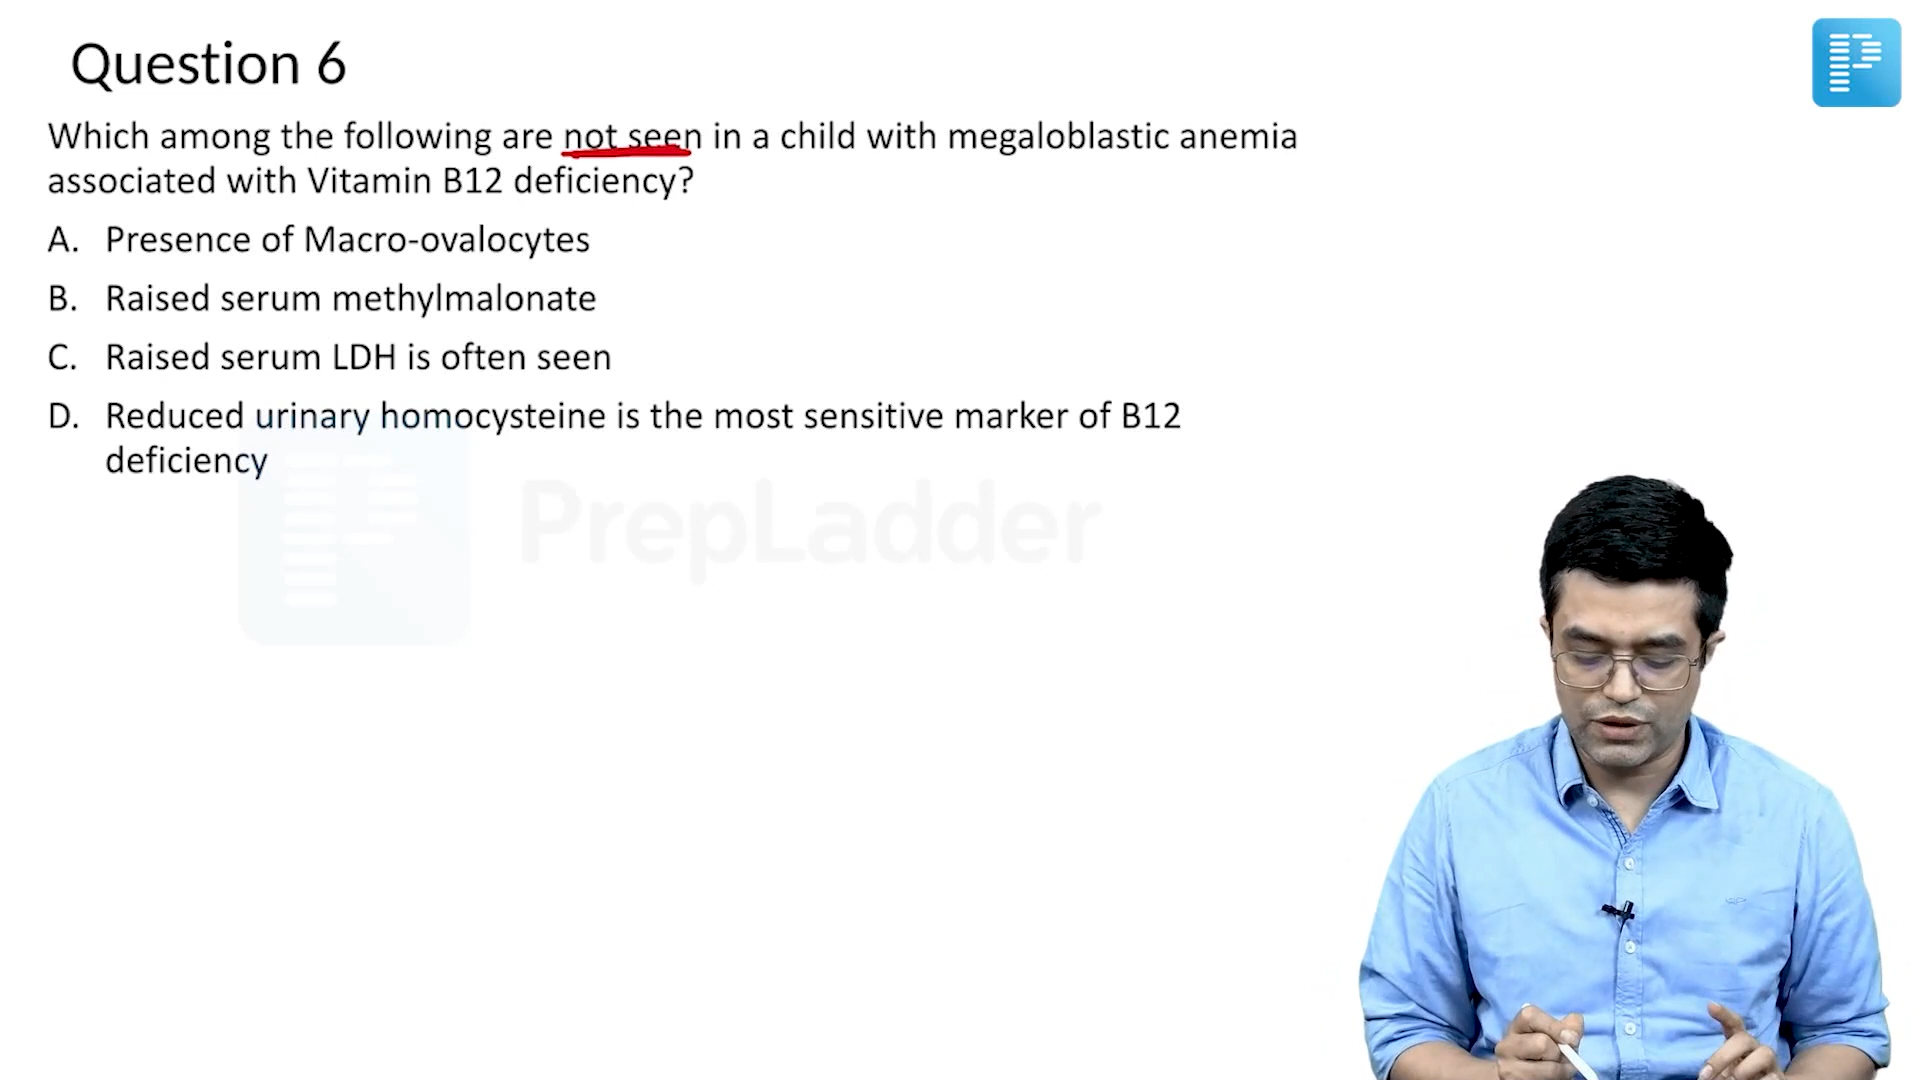 Question 6
Which among the following are not seen in a child with megaloblastic anemia
associated with Vitamin B12 deficiency?
A. Presence of Macro-ovalocytes
B. Raised serum methylmalonate
C. Raised serum LDH is often seen
D. Reduced urinary homocysteine is the most sensitive marker of B12
deficiency
PrepLadder